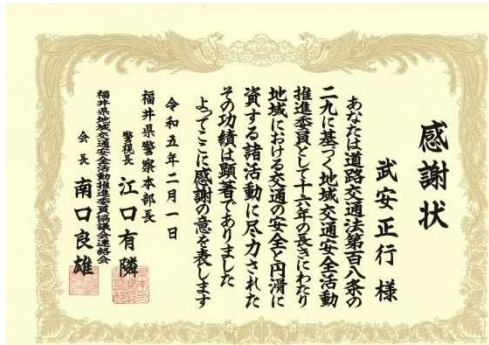 感謝状
武安正行 様
あなたは道路交通法第百八条の
二九に基づく地域交通安全活動
推進委員として十六年の長きにわたり
地域における交通の安全と円滑に
資する諸活動に尽力された
その功績は顕著でありました
よってここに感謝の意を表します
令和五年二月一日
福井県警察本部長
警視長 江口有隣
福井県地域交通安全活動推進委員協議会連絡会
会長 南口良雄